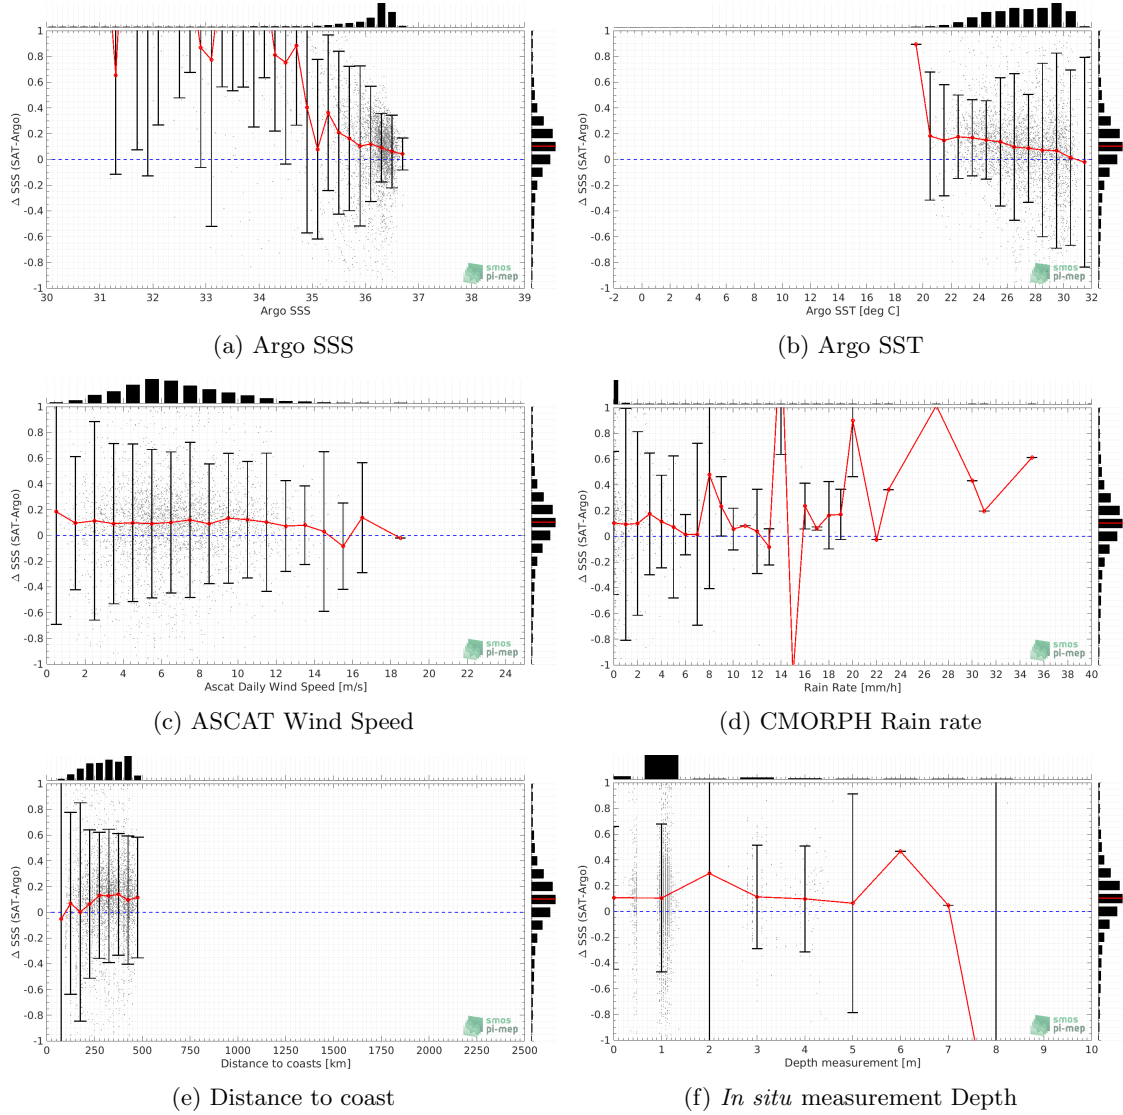 1
0.8
0.6
0.4
0.2
0
-0.2
-0.4
-0.6
-0.8
-1
Δ SSS (SAT-Argo)
30 31 32 33 34 35 36 37 38 39
Argo SSS
smos
pi-mep
(a) Argo SSS
1
0.8
0.6
0.4
0.2
0
-0.2
-0.4
-0.6
-0.8
-1
Δ SSS (SAT-Argo)
-2 0 2 4 6 8 10 12 14 16 18 20 22 24 26 28 30 32
Argo SST [deg C]
smos
pi-mep
(b) Argo SST
1
0.8
0.6
0.4
0.2
0
-0.2
-0.4
-0.6
-0.8
-1
Δ SSS (SAT-Argo)
0 2 4 6 8 10 12 14 16 18 20 22 24
Ascat Daily Wind Speed [m/s]
smos
pi-mep
(c) ASCAT Wind Speed
1
0.8
0.6
0.4
0.2
0
-0.2
-0.4
-0.6
-0.8
-1
Δ SSS (SAT-Argo)
0 2 4 6 8 10 12 14 16 18 20 22 24 26 28 30 32 34 36 38 40
Rain Rate [mm/h]
smos
pi-mep
(d) CMORPH Rain rate
1
0.8
0.6
0.4
0.2
0
-0.2
-0.4
-0.6
-0.8
-1
Δ SSS (SAT-Argo)
0 250 500 750 1000 1250 1500 1750 2000 2250 2500
Distance to coasts [km]
smos
pi-mep
(e) Distance to coast
1
0.8
0.6
0.4
0.2
0
-0.2
-0.4
-0.6
-0.8
-1
Δ SSS (SAT-Argo)
0 1 2 3 4 5 6 7 8 9 10
Depth measurement [m]
smos
pi-mep
(f) In situ measurement Depth